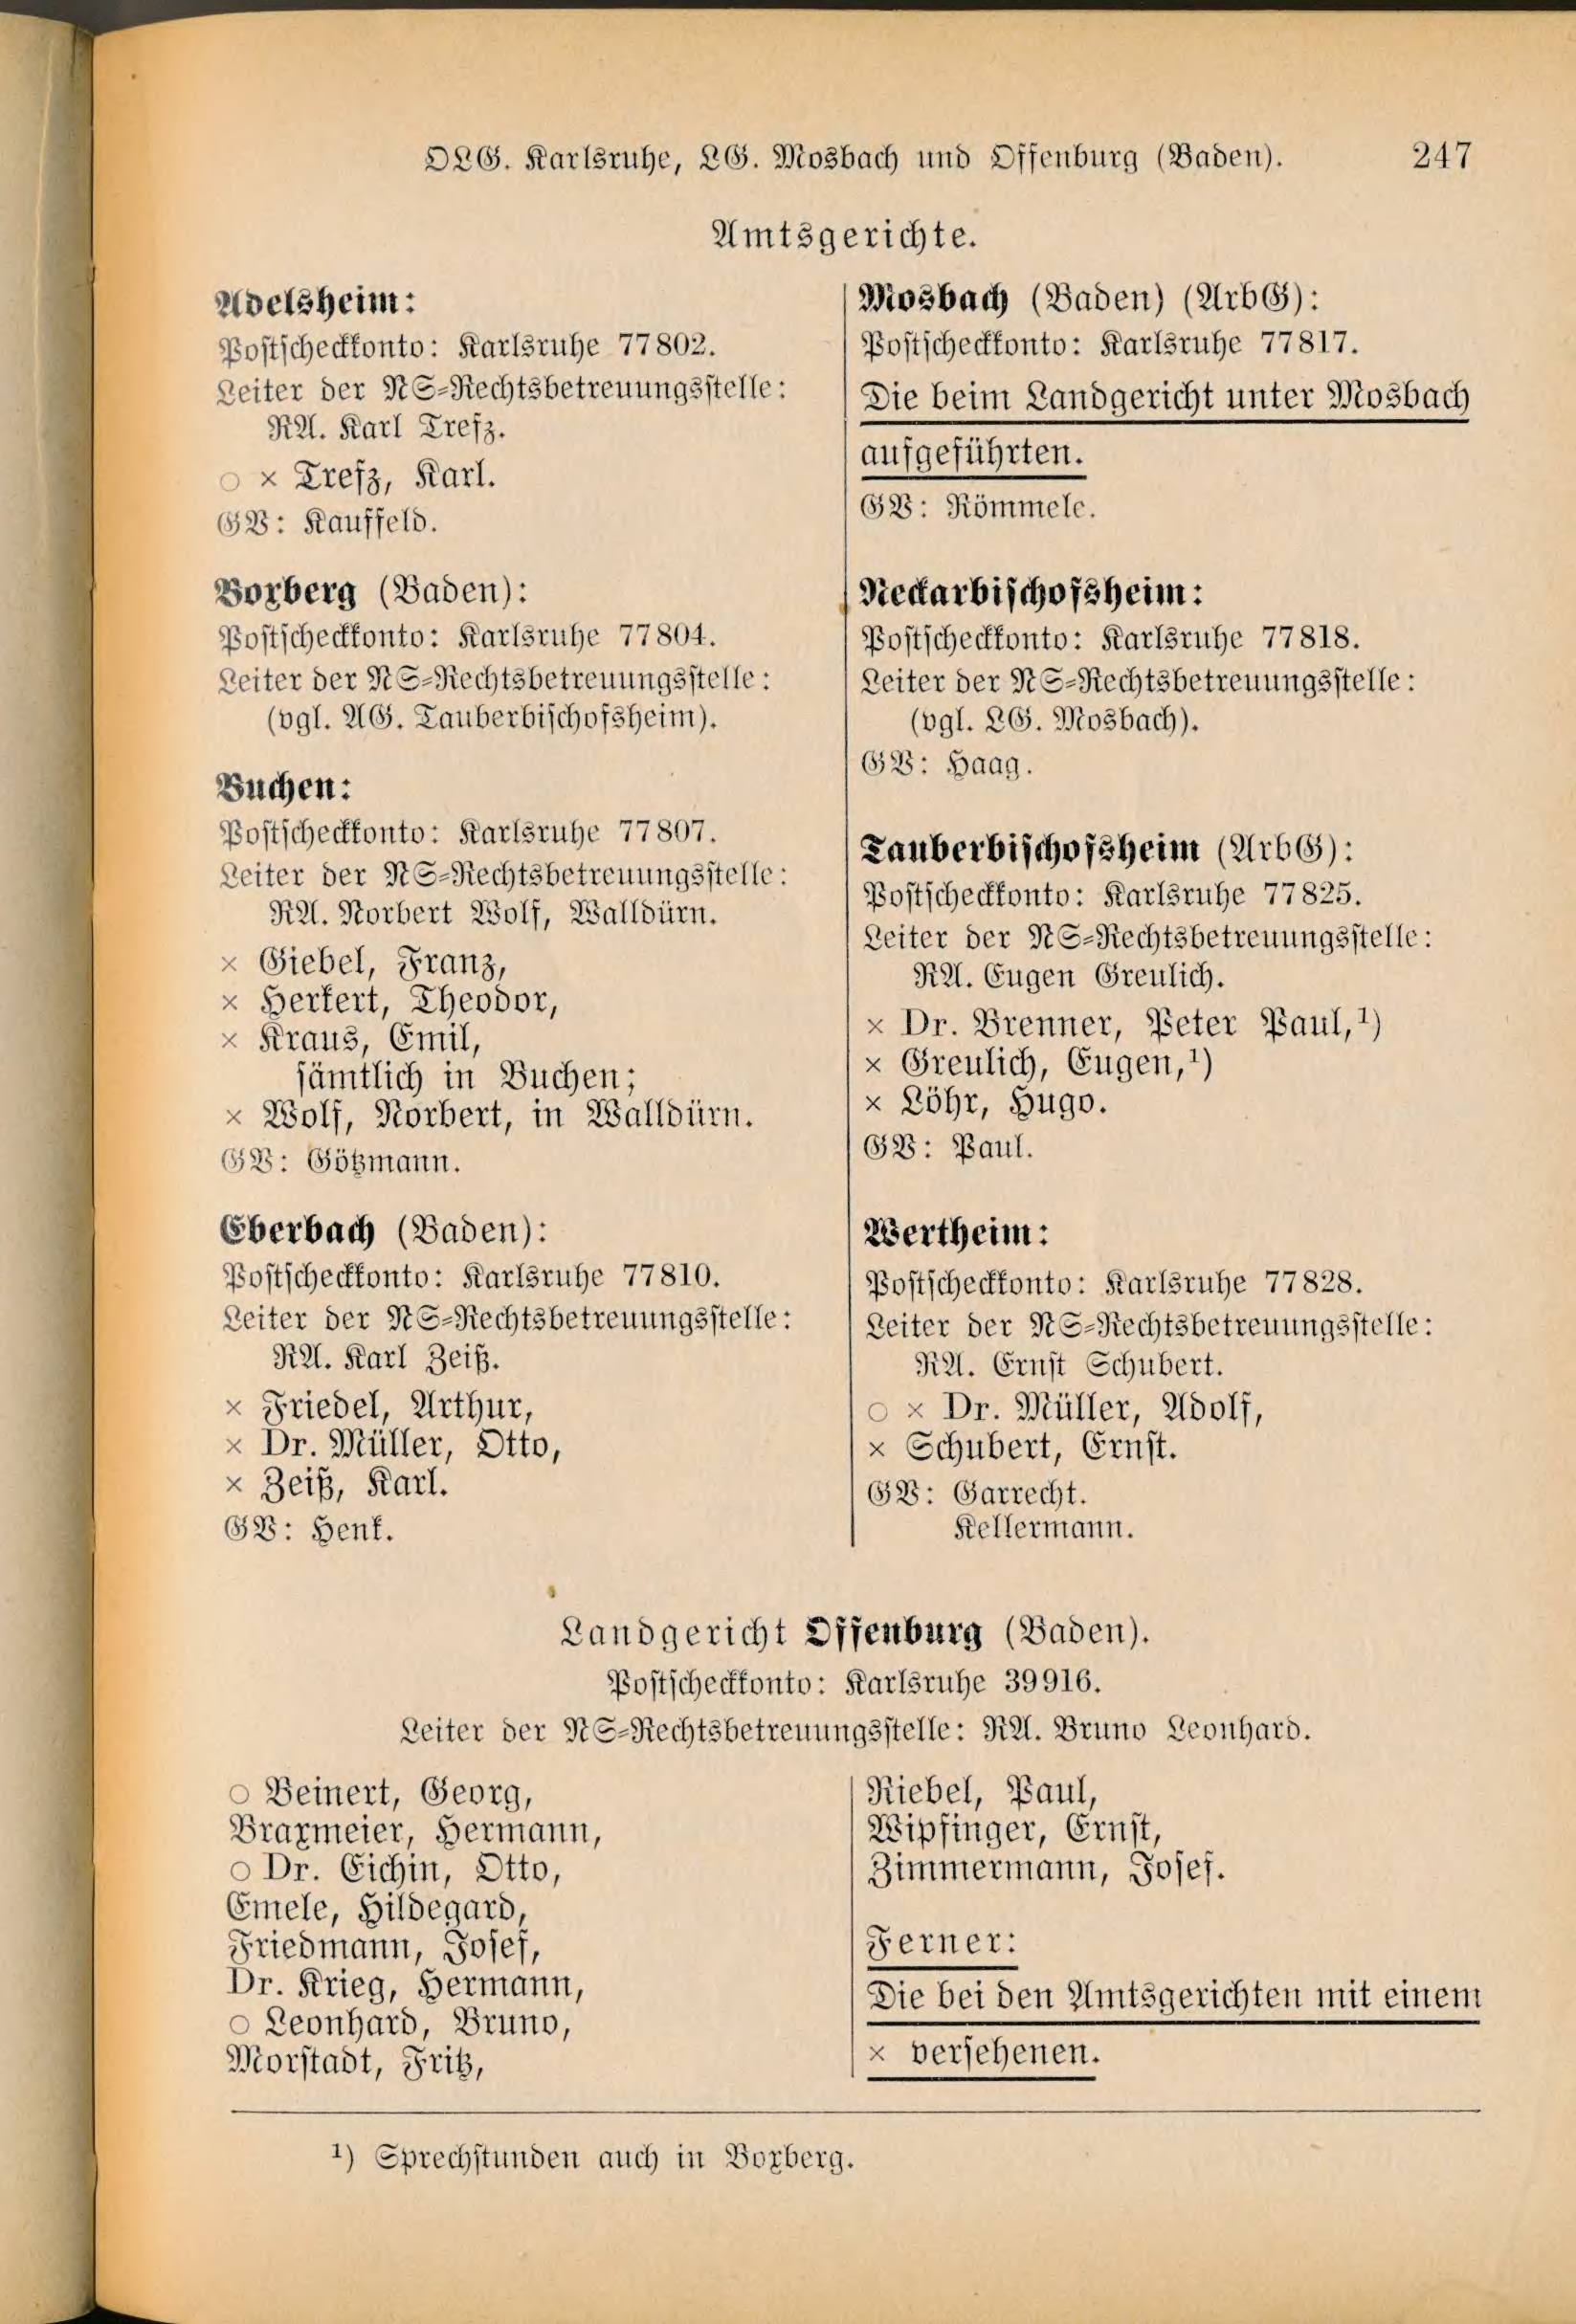 OLG. Karlsruhe, LG. Mosbach und Offenburg (Baden). 247
Amtsgerichte.
Adelsheim:
Postscheckkonto: Karlsruhe 77802.
Leiter der NS-Rechtsbetreuungsstelle:
RA. Karl Trefz.
○ × Trefz, Karl.
GV: Kauffeld.
Boxberg (Baden):
Postscheckkonto: Karlsruhe 77804.
Leiter der NS-Rechtsbetreuungsstelle:
(vgl. AG. Tauberbischofsheim).
Buchen:
Postscheckkonto: Karlsruhe 77807.
Leiter der NS-Rechtsbetreuungsstelle:
RA. Norbert Wolf, Walldürn.
× Giebel, Franz,
× Herkert, Theodor,
× Kraus, Emil,
sämtlich in Buchen;
× Wolf, Norbert, in Walldürn.
GV: Götzmann.
Eberbach (Baden):
Postscheckkonto: Karlsruhe 77810.
Leiter der NS-Rechtsbetreuungsstelle:
RA. Karl Zeiß.
× Friedel, Arthur,
× Dr. Müller, Otto,
× Zeiß, Karl.
GV: Henk.
Mosbach (Baden) (ArbG):
Postscheckkonto: Karlsruhe 77817.
Die beim Landgericht unter Mosbach
aufgeführten.
GV: Kömmele.
Neckarbischofsheim:
Postscheckkonto: Karlsruhe 77818.
Leiter der NS-Rechtsbetreuungsstelle:
(vgl. LG. Mosbach).
GV: Haag.
Tauberbischofsheim (ArbG):
Postscheckkonto: Karlsruhe 77825.
Leiter der NS-Rechtsbetreuungsstelle:
RA. Eugen Greulich.
× Dr. Brenner, Peter Paul,¹)
× Greulich, Eugen,¹)
× Löhr, Hugo.
GV: Paul.
Wertheim:
Postscheckkonto: Karlsruhe 77828.
Leiter der NS-Rechtsbetreuungsstelle:
RA. Ernst Schubert.
○ × Dr. Müller, Adolf,
× Schubert, Ernst.
GV: Garrecht.
Kellermann.
Landgericht Offenburg (Baden).
Postscheckkonto: Karlsruhe 39916.
Leiter der NS-Rechtsbetreuungsstelle: RA. Bruno Leonhard.
○ Beinert, Georg,
Braxmeier, Hermann,
○ Dr. Eichin, Otto,
Emele, Hildegard,
Friedmann, Josef,
Dr. Krieg, Hermann,
○ Leonhard, Bruno,
Morstadt, Fritz,
Riebel, Paul,
Wipfinger, Ernst,
Zimmermann, Josef.
Ferner:
Die bei den Amtsgerichten mit einem
× versehenen.
¹) Sprechstunden auch in Boxberg.